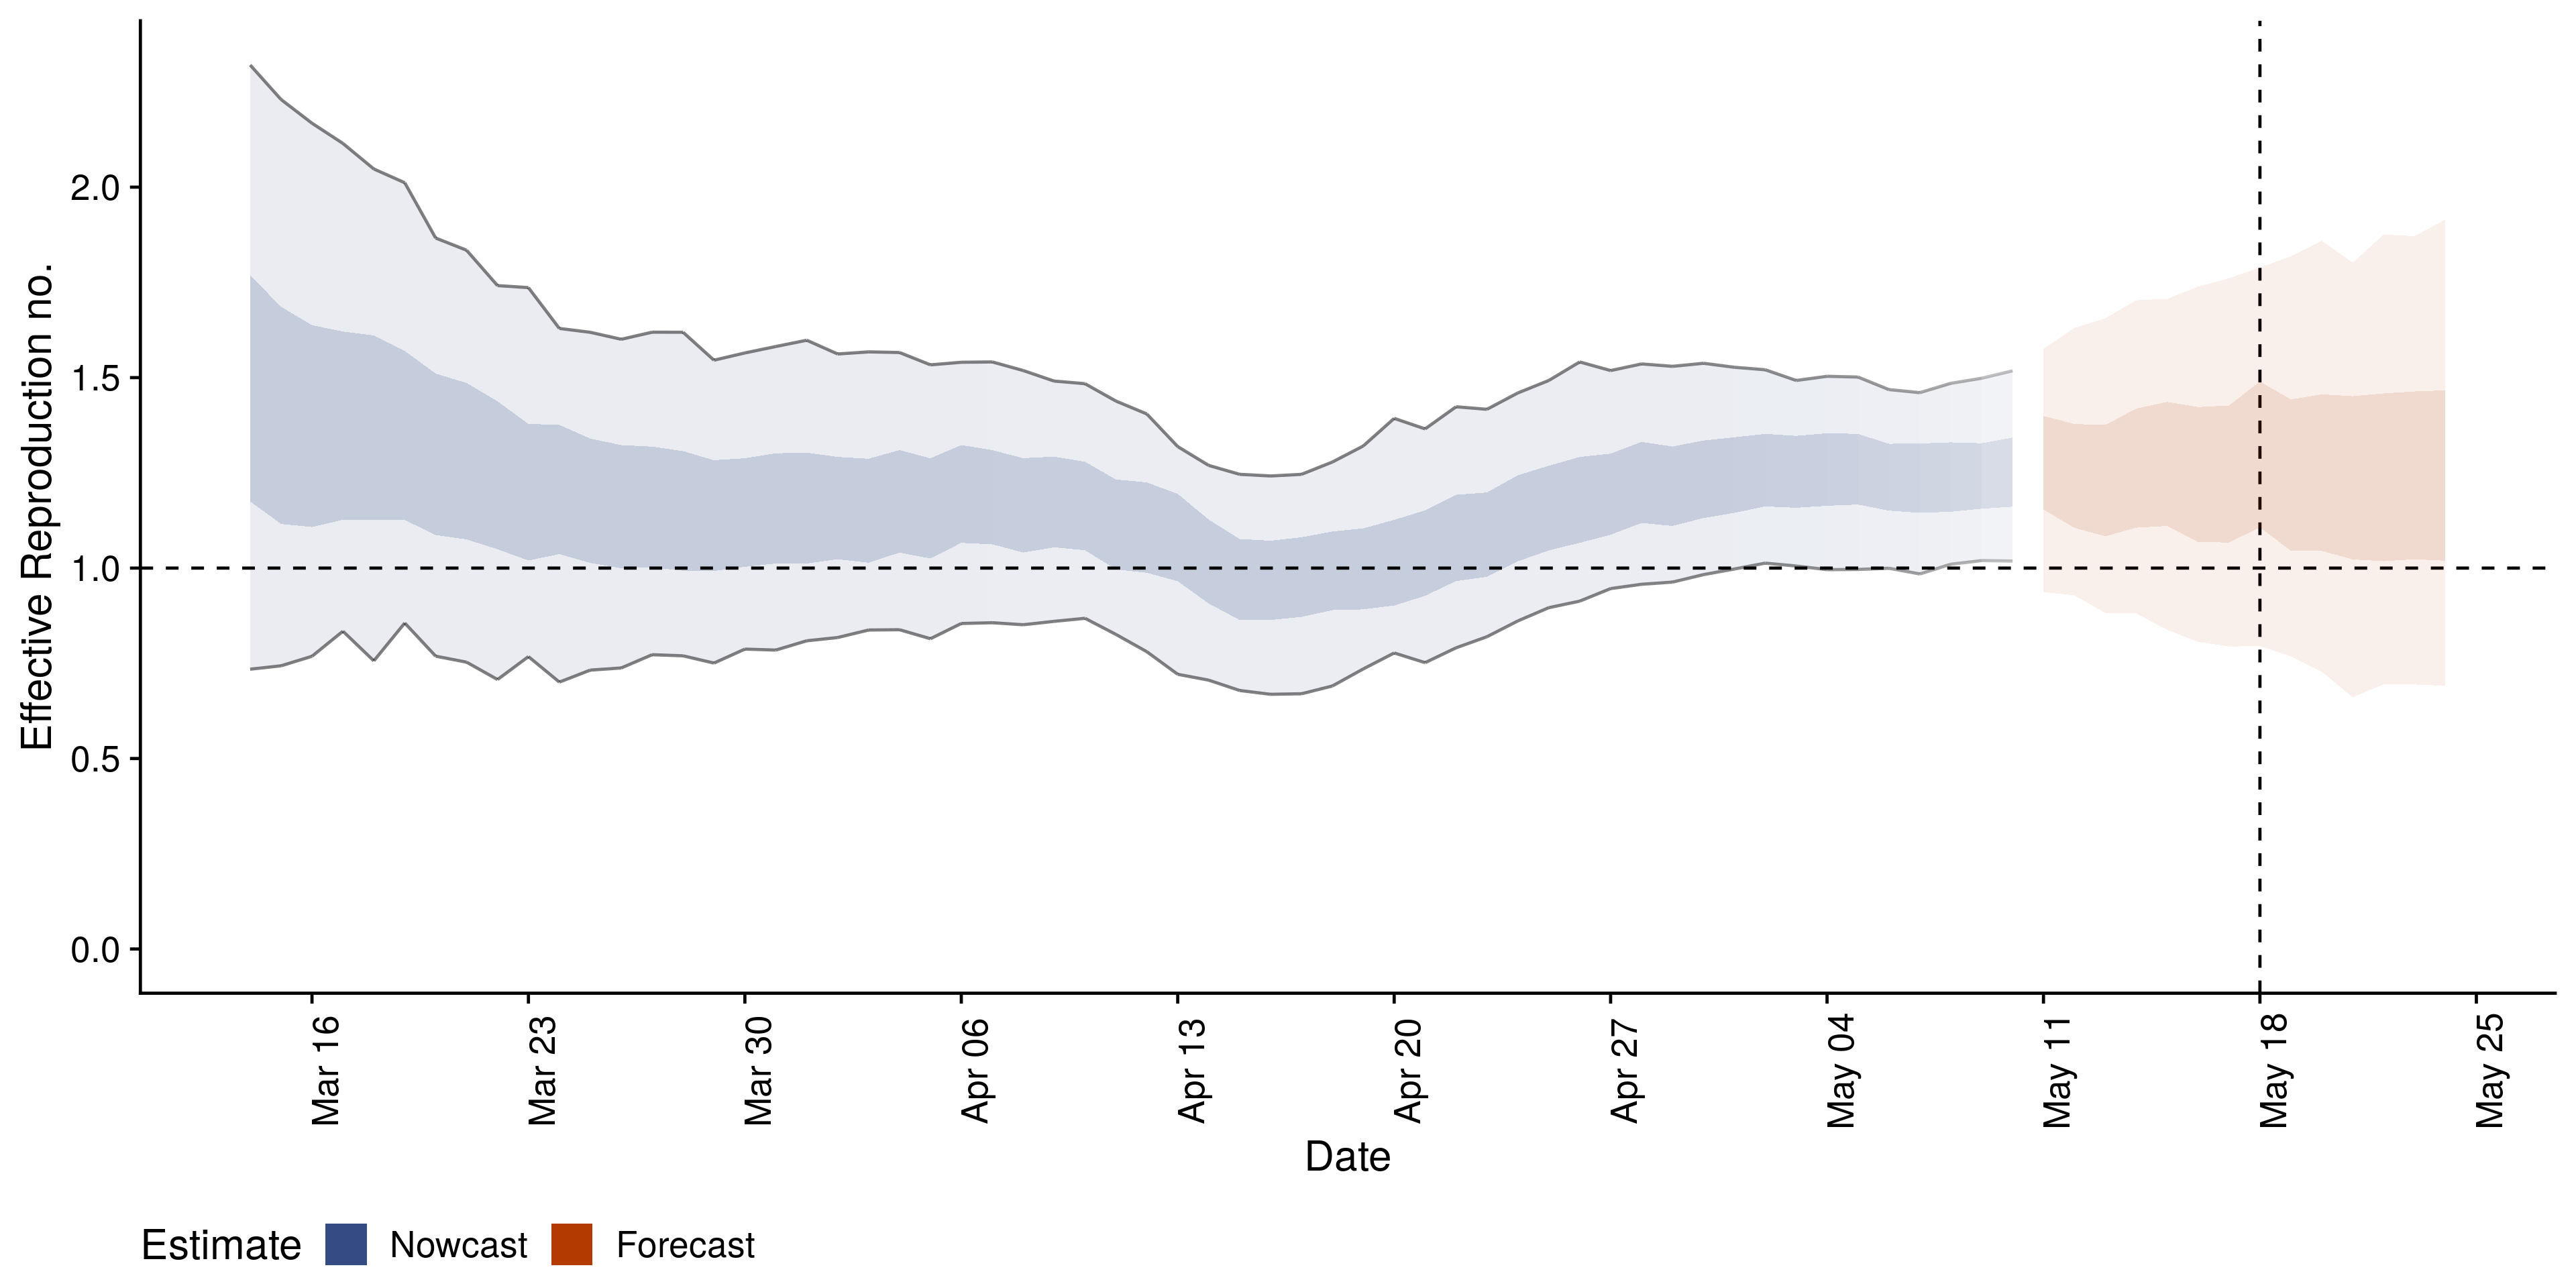 Effective Reproduction no.
2.0
1.5
1.0
0.5
0.0
Mar 16
Mar 23
Mar 30
Apr 06
Apr 13
Apr 20
Apr 27
May 04
May 11
May 18
May 25
Date
Estimate Nowcast Forecast